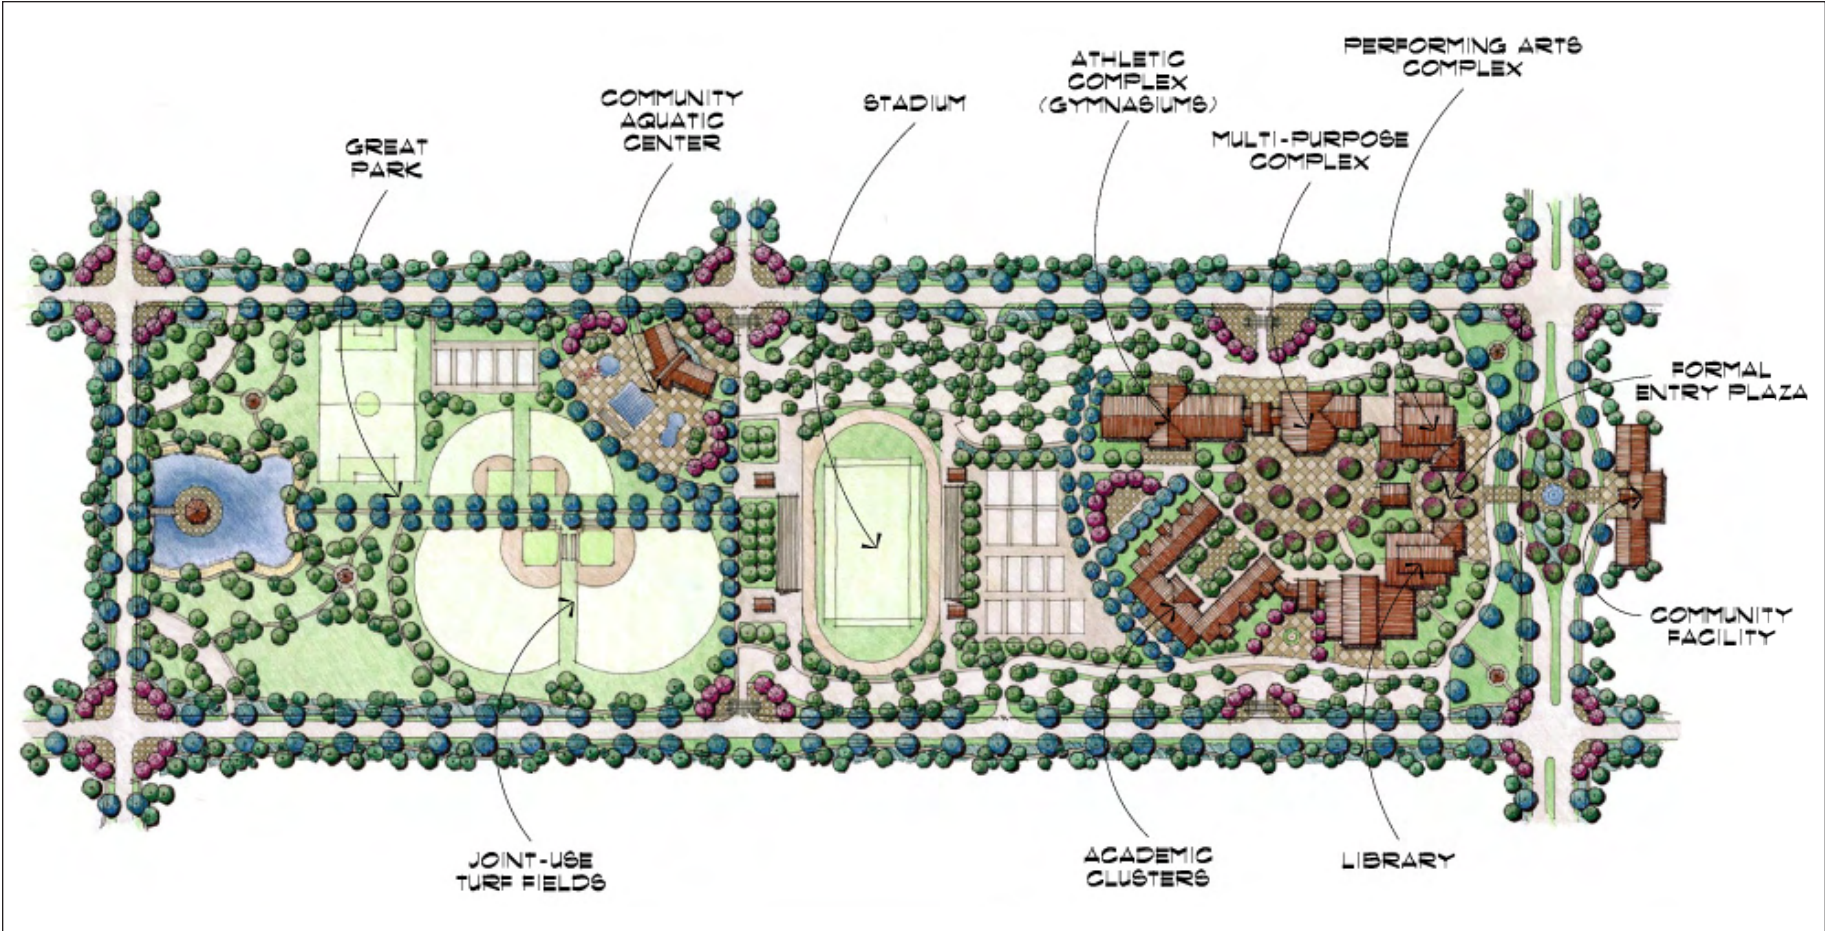 PERFORMING ARTS
COMPLEX
ATHLETIC
COMPLEX
(GYMNASIUMS)
COMMUNITY
AQUATIC
CENTER
STADIUM
GREAT
PARK
MULTI-PURPOSE
COMPLEX
FORMAL
ENTRY PLAZA
COMMUNITY
FACILITY
JOINT-USE
TURF FIELDS
ACADEMIC
CLUSTERS
LIBRARY